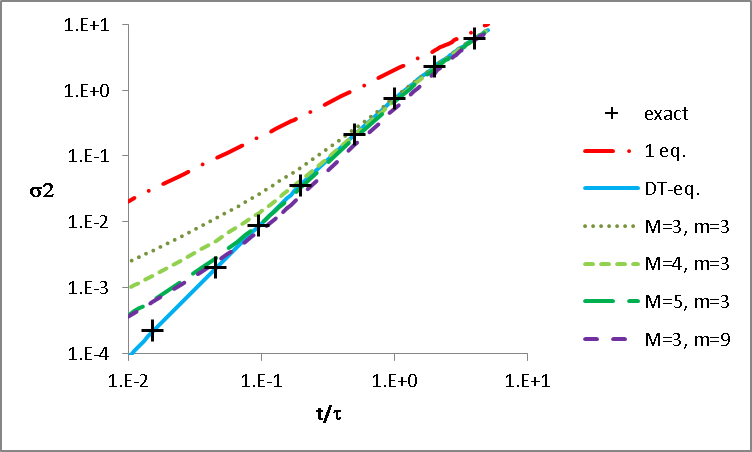 1.E+1
1.E+0
1.E-1
σ2
1.E-2
1.E-3
1.E-4
1.E-2 1.E-1 1.E+0 1.E+1
t/τ
exact
1 eq.
DT-eq.
M=3, m=3
M=4, m=3
M=5, m=3
M=3, m=9